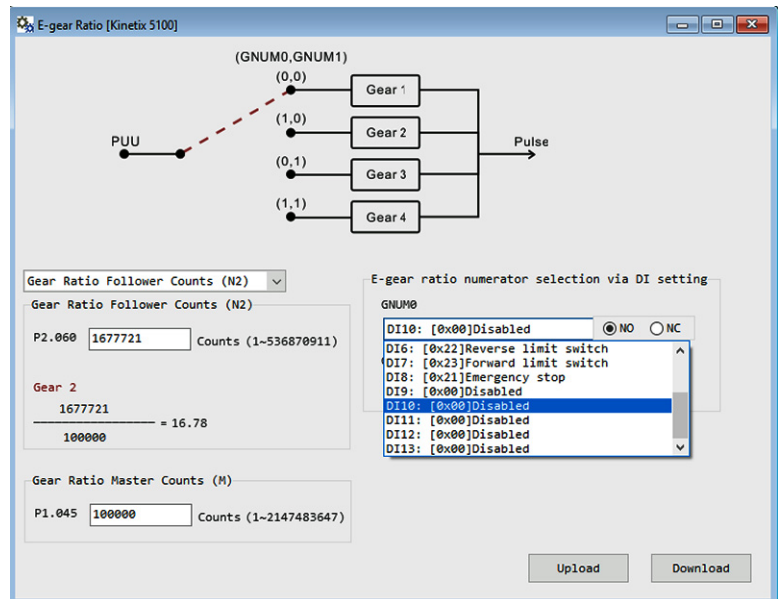 E-gear Ratio [Kinetix 5100]
(GNUM0,GNUM1)
(0,0)
Gear 1
(1,0)
Gear 2
PUU
Pulse
(0,1)
Gear 3
(1,1)
Gear 4
Gear Ratio Follower Counts (N2)
Gear Ratio Follower Counts (N2)
P2.060 1677721 Counts (1~536870911)
Gear 2
1677721
= 16.78
100000
Gear Ratio Master Counts (M)
P1.045 100000 Counts (1~2147483647)
E-gear ratio numerator selection via DI setting
GNUM0
DI10: [0x00]Disabled NO NC
DI6: [0x22]Reverse limit switch
DI7: [0x23]Forward limit switch
DI8: [0x21]Emergency stop
DI9: [0x00]Disabled
DI10: [0x00]Disabled
DI11: [0x00]Disabled
DI12: [0x00]Disabled
DI13: [0x00]Disabled
Upload Download